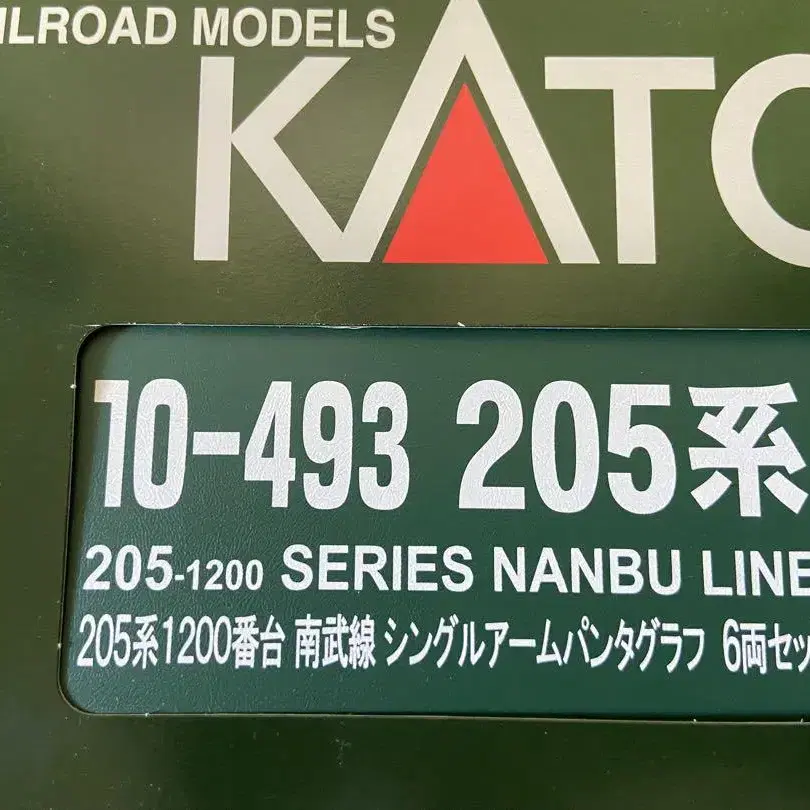 ILROAD MODELS
KATO
10-493 205系
205-1200 SERIES NANBU LINE
205系1200番台 南武線 シングルアームパンタグラフ 6両セッ